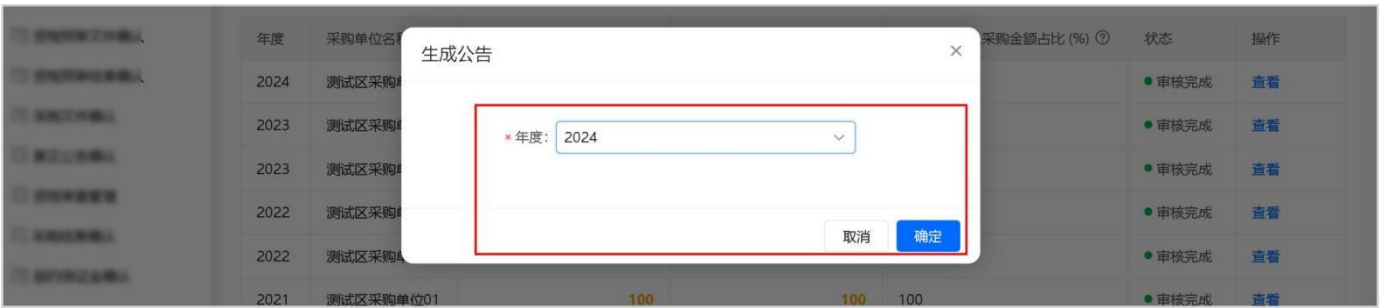 年度 采购单位名称 采购金额占比 (%) 状态 操作
生成公告
2024 测试区采购单 审核完成 查看
2023 测试区采购单 审核完成 查看
* 年度： 2024
2023 测试区采购单 审核完成 查看
2022 测试区采购单 审核完成 查看
取消 确定
2022 测试区采购单 审核完成 查看
2021 测试区采购单位01 100 100 100 审核完成 查看